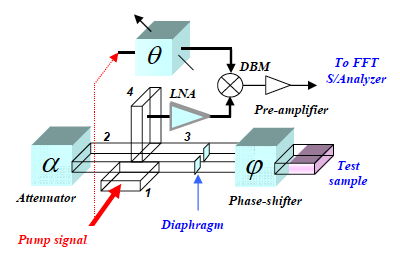 θ
DBM
To FFT
S/Analyzer
4
LNA
Pre-amplifier
2
3
α
φ
Test
sample
1
Attenuator
Phase-shifter
Diaphragm
Pump signal